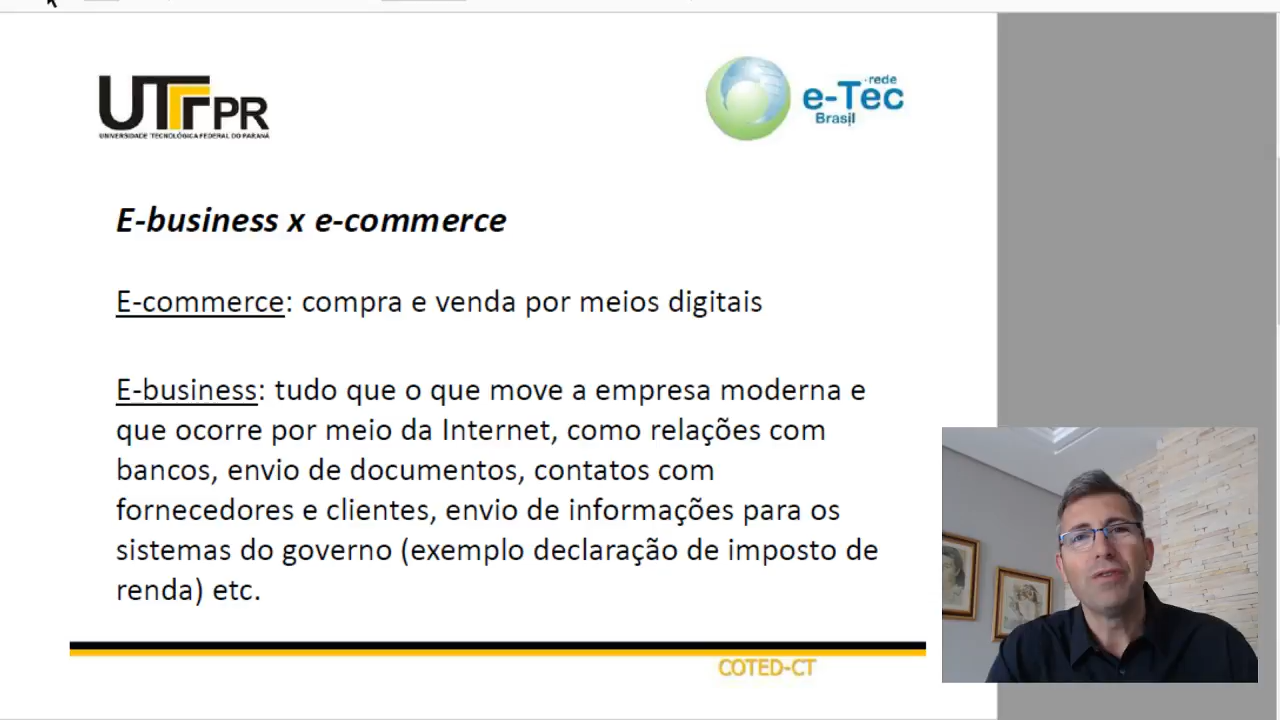 UTFPR
UNIVERSIDADE TECNOLÓGICA FEDERAL DO PARANÁ
rede
e-Tec
Brasil
E-business x e-commerce
E-commerce: compra e venda por meios digitais
E-business: tudo que o que move a empresa moderna e
que ocorre por meio da Internet, como relações com
bancos, envio de documentos, contatos com
fornecedores e clientes, envio de informações para os
sistemas do governo (exemplo declaração de imposto de
renda) etc.
COTED-CT